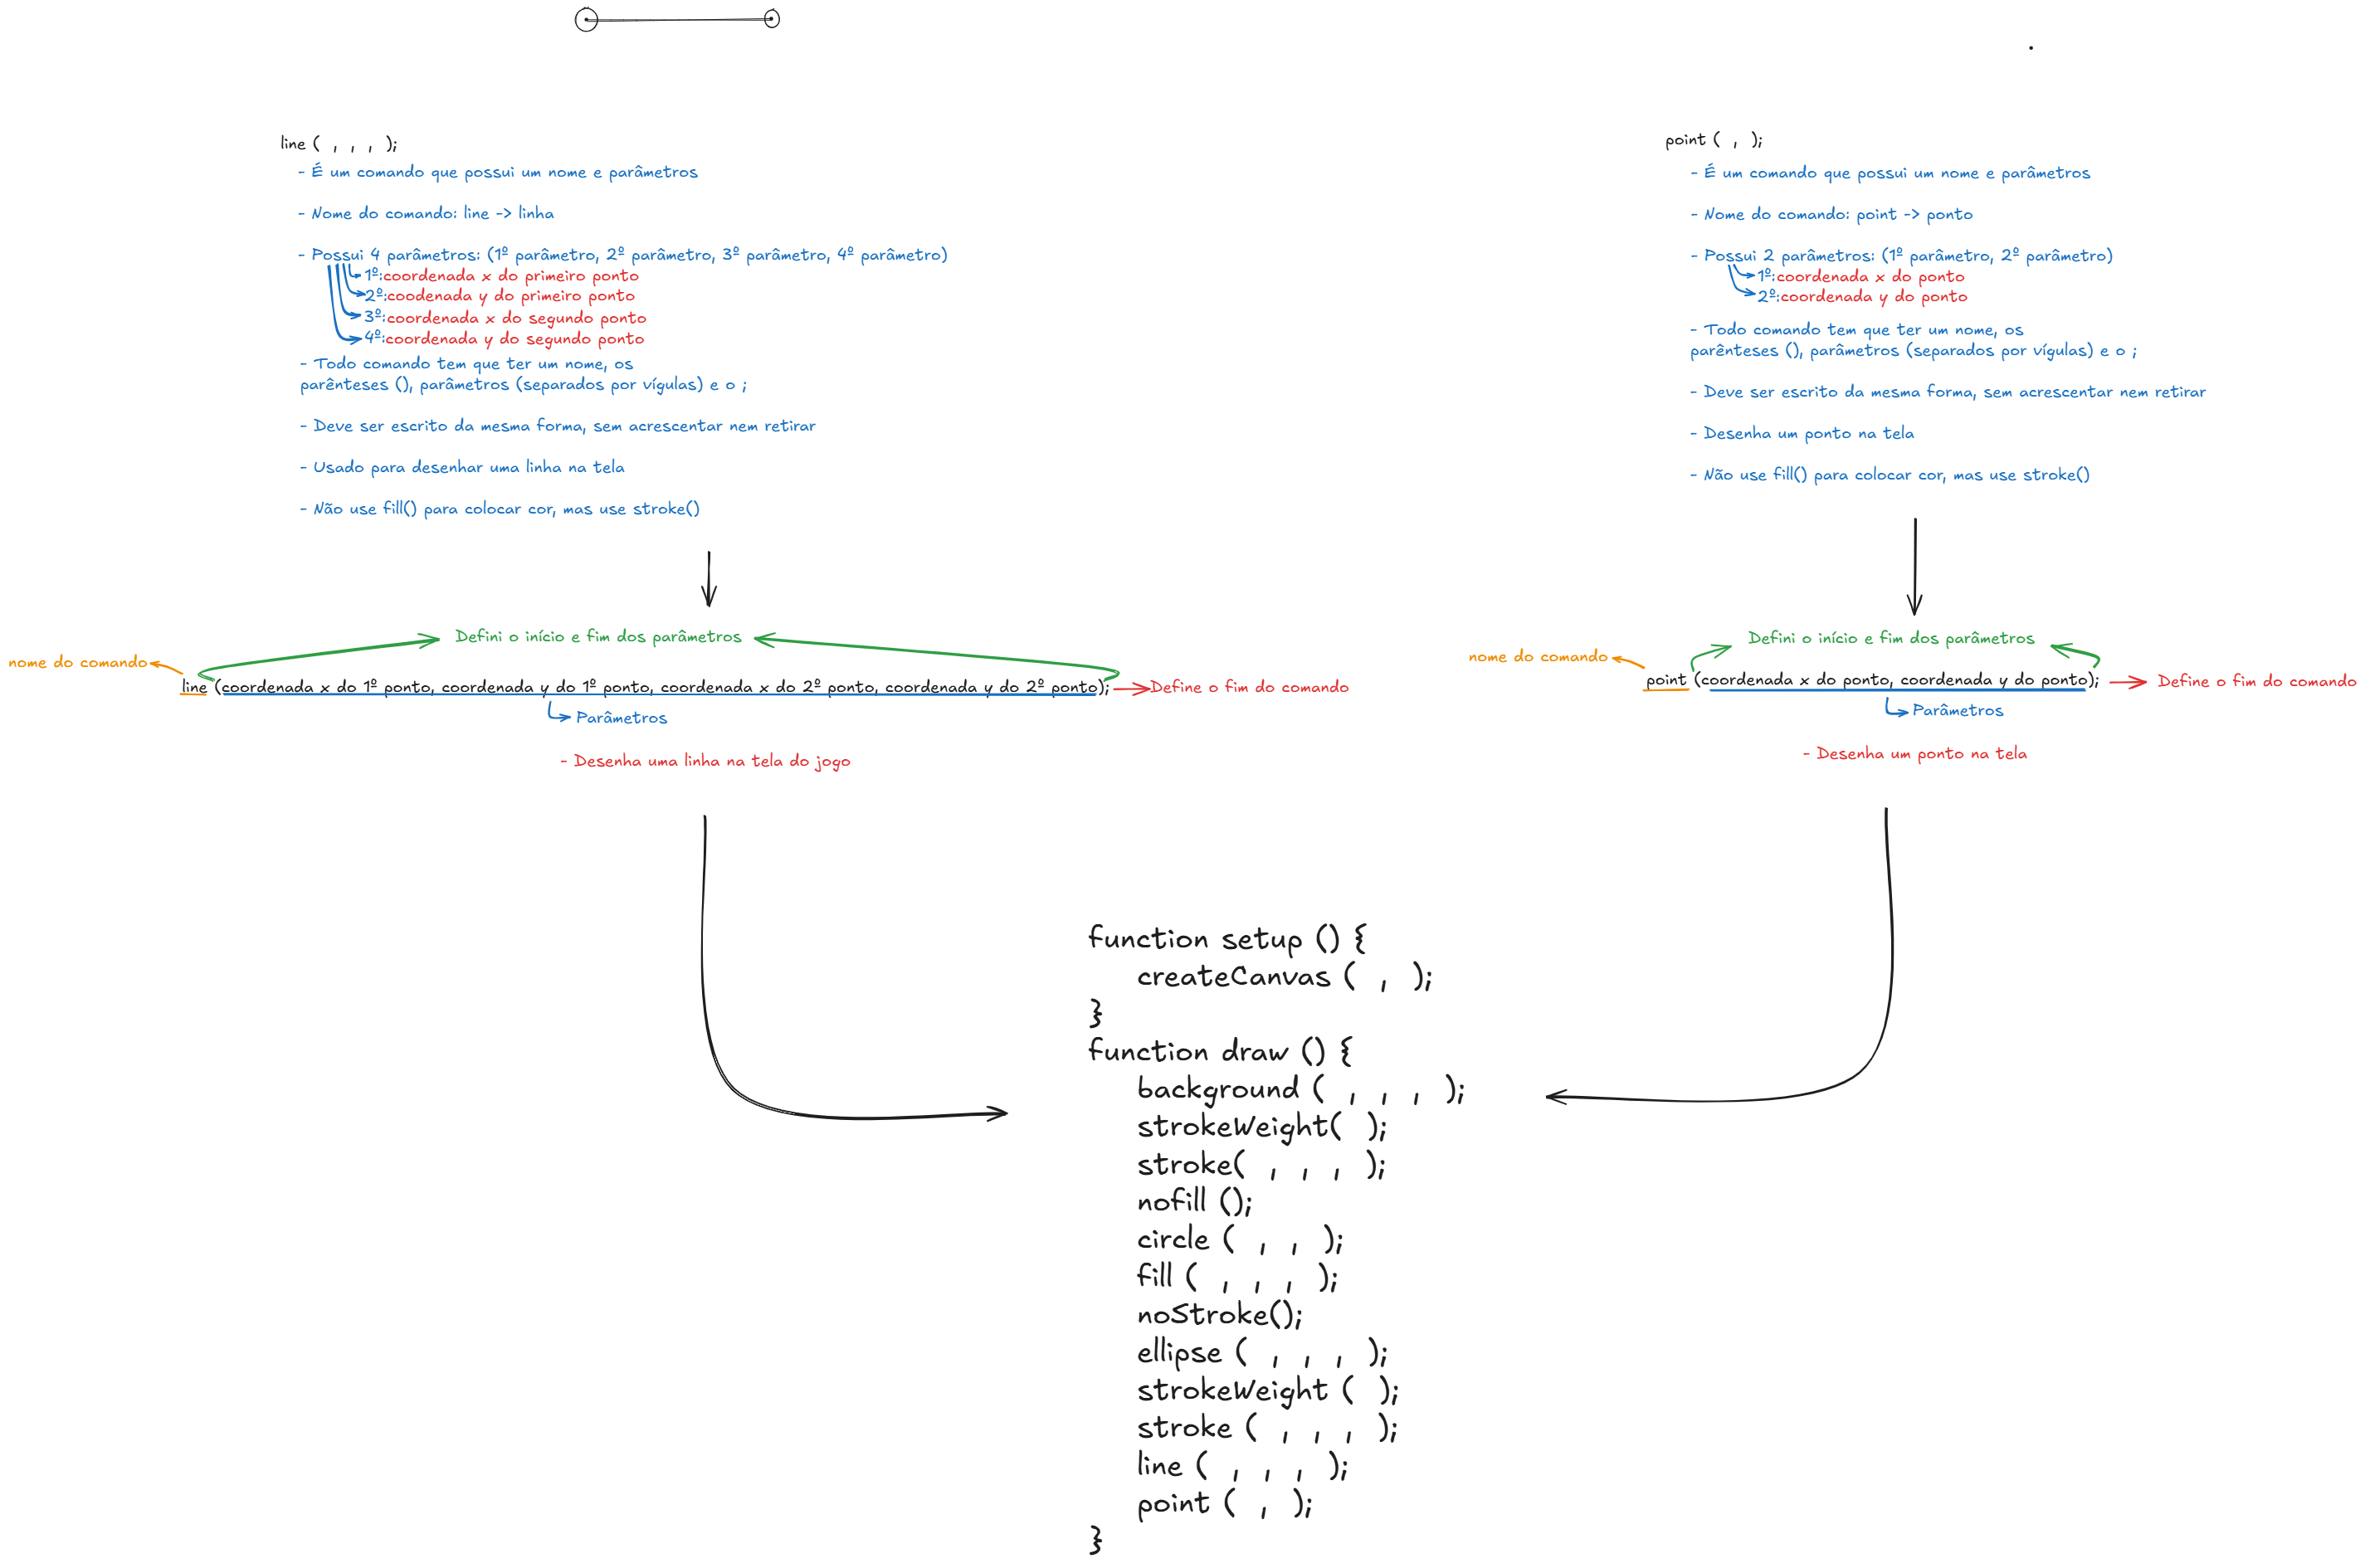 line (  ,  ,  ,  );
- É um comando que possui um nome e parâmetros
- Nome do comando: line -> linha
- Possui 4 parâmetros: (1º parâmetro, 2º parâmetro, 3º parâmetro, 4º parâmetro)
1º:coordenada x do primeiro ponto
2º:coodenada y do primeiro ponto
3º:coordenada x do segundo ponto
4º:coordenada y do segundo ponto
- Todo comando tem que ter um nome, os
parênteses (), parâmetros (separados por vígulas) e o ;
- Deve ser escrito da mesma forma, sem acrescentar nem retirar
- Usado para desenhar uma linha na tela
- Não use fill() para colocar cor, mas use stroke()
Defini o início e fim dos parâmetros
nome do comando
line (coordenada x do 1º ponto, coordenada y do 1º ponto, coordenada x do 2º ponto, coordenada y do 2º ponto);
Define o fim do comando
Parâmetros
- Desenha uma linha na tela do jogo
point (  ,  );
- É um comando que possui um nome e parâmetros
- Nome do comando: point -> ponto
- Possui 2 parâmetros: (1º parâmetro, 2º parâmetro)
1º:coordenada x do ponto
2º:coordenada y do ponto
- Todo comando tem que ter um nome, os
parênteses (), parâmetros (separados por vígulas) e o ;
- Deve ser escrito da mesma forma, sem acrescentar nem retirar
- Desenha um ponto na tela
- Não use fill() para colocar cor, mas use stroke()
Defini o início e fim dos parâmetros
nome do comando
point (coordenada x do ponto, coordenada y do ponto);
Define o fim do comando
Parâmetros
- Desenha um ponto na tela
function setup () {
createCanvas (  ,  );
}
function draw () {
background (  ,  ,  ,  );
strokeWeight(  );
stroke(  ,  ,  ,  );
nofill ();
circle (  ,  ,  );
fill (  ,  ,  ,  );
noStroke();
ellipse (  ,  ,  ,  );
strokeWeight (  );
stroke (  ,  ,  ,  );
line (  ,  ,  ,  );
point (  ,  );
}